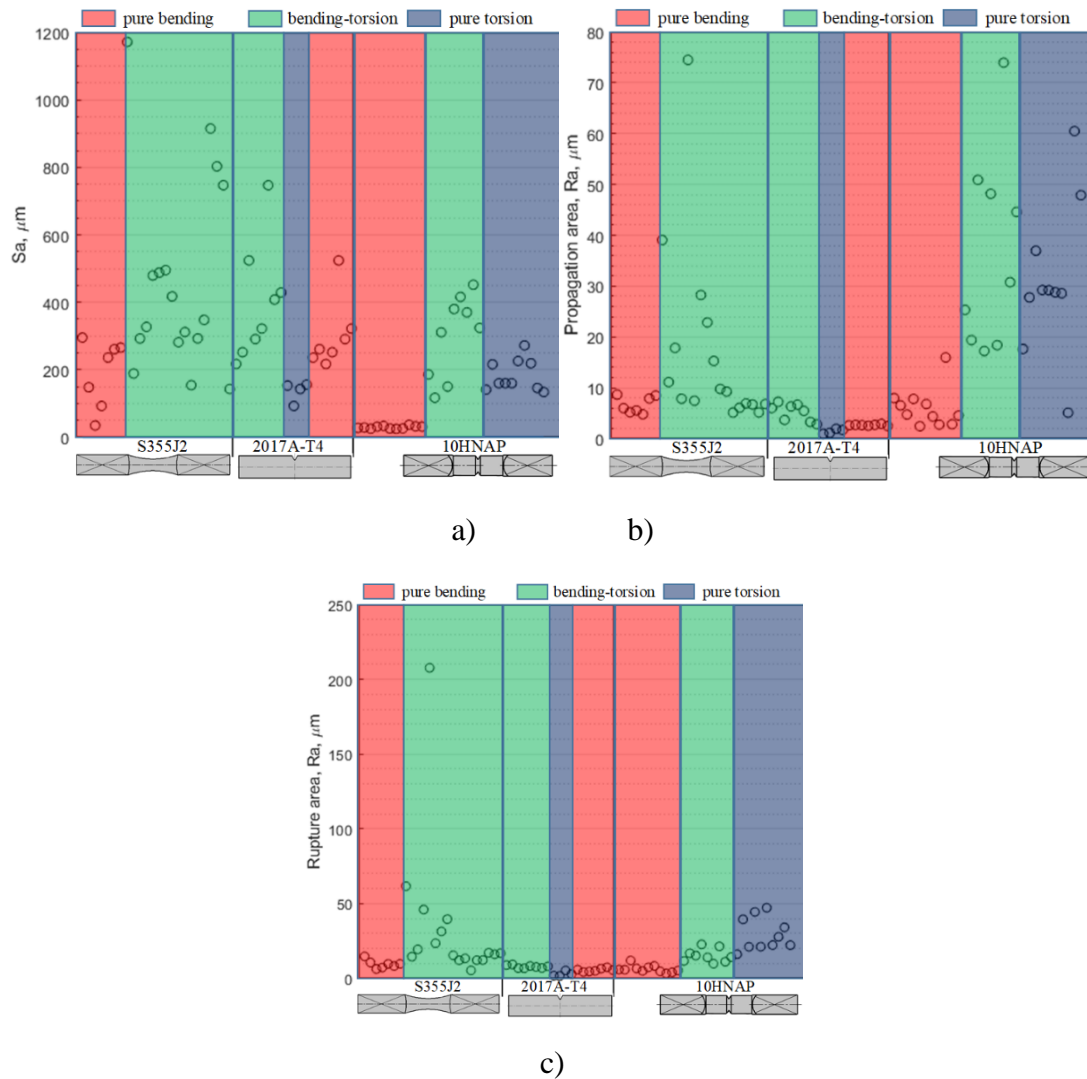 pure bending bending-torsion pure torsion
1200
1000
800
600
400
200
0
Sa, μm
S355J2 2017A-T4 10HNAP
a)
pure bending bending-torsion pure torsion
80
70
60
50
40
30
20
10
0
Propagation area, Ra, μm
S355J2 2017A-T4 10HNAP
b)
pure bending bending-torsion pure torsion
250
200
150
100
50
0
Rupture area, Ra, μm
S355J2 2017A-T4 10HNAP
c)